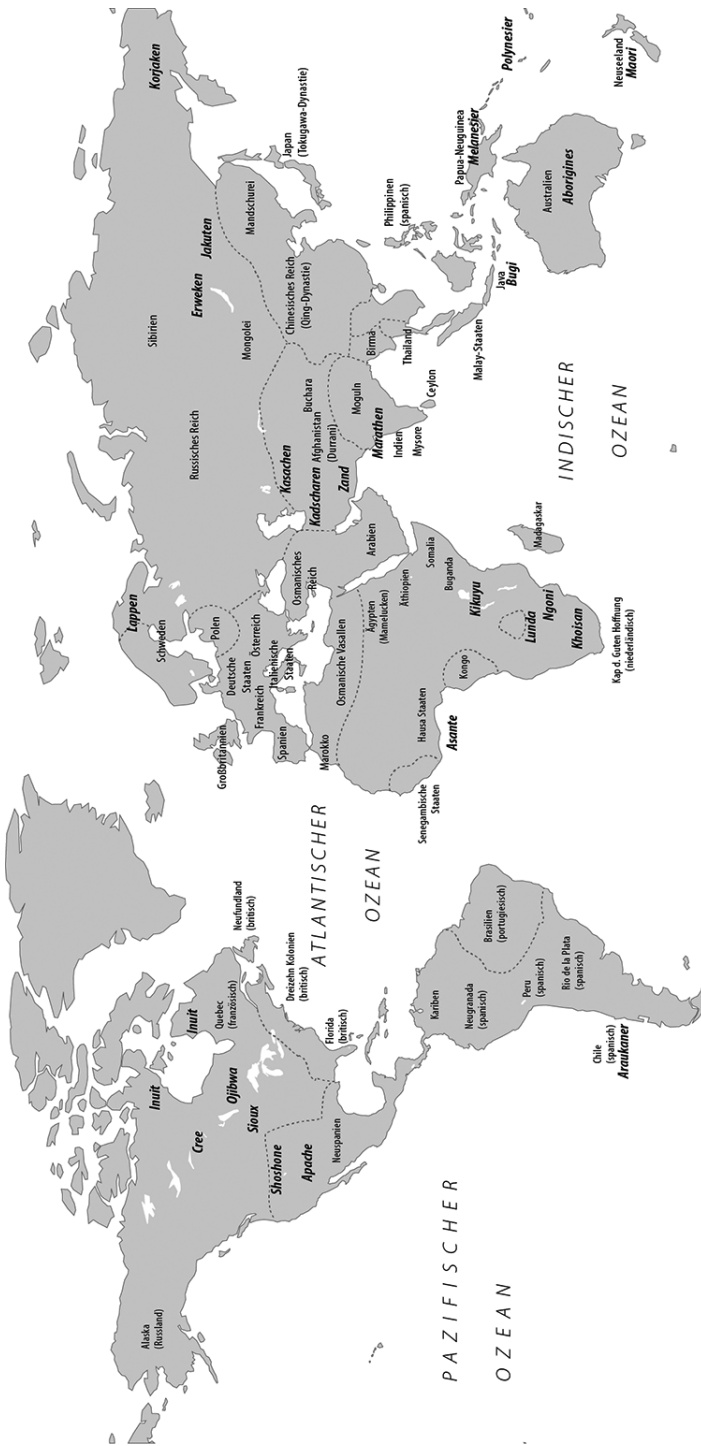 Alaska
(Russland)
Inuit
Inuit
Cree
Ojibwa
Sioux
Shoshone
Apache
Neuspanien
Quebec
(französisch)
Neufundland
(britisch)
Dreizehn Kolonien
(britisch)
Florida
(britisch)
Kariben
Neugranada
(spanisch)
Brasilien
(portugiesisch)
Peru
(spanisch)
Rio de la Plata
(spanisch)
Chile
(spanisch)
Araukaner
PAZIFISCHER
OZEAN
ATLANTISCHER
OZEAN
Großbritannien
Lappen
Schweden
Polen
Deutsche
Staaten
Österreich
Frankreich
Italienische
Staaten
Spanien
Marokko
Osmanisches
Reich
Osmanische Vasallen
Ägypten
(Mamelucken)
Arabien
Äthiopien
Somalia
Buganda
Kikuyu
Hausa Staaten
Asante
Senegambische
Staaten
Kongo
Lunda
Ngoni
Khoisan
Madagaskar
Kap d. Guten Hoffnung
(niederländisch)
Russisches Reich
Sibirien
Korjaken
Jakuten
Erweken
Mongolei
Mandschurei
Japan
(Tokugawa-Dynastie)
Chinesisches Reich
(Qing-Dynastie)
Kasachen
Buchara
Kadscharen
Afghanistan
(Durrani)
Zand
Moguln
Marathen
Indien
Mysore
Ceylon
Birma
Thailand
Malay-Staaten
Philippinen
(spanisch)
Java
Bugi
Papua-Neuguinea
Melanesier
Polynesier
Australien
Aborigines
Neuseeland
Maori
INDISCHER
OZEAN